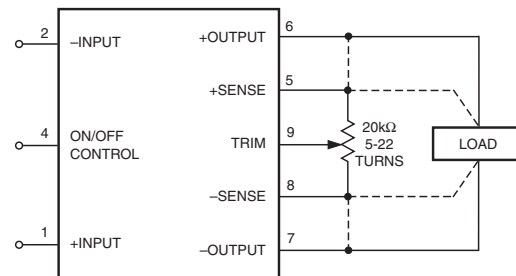 2
–INPUT
+OUTPUT
6
+SENSE
5
4
ON/OFF
CONTROL
TRIM
9
20kΩ
5-22
TURNS
LOAD
–SENSE
8
1
+INPUT
–OUTPUT
7